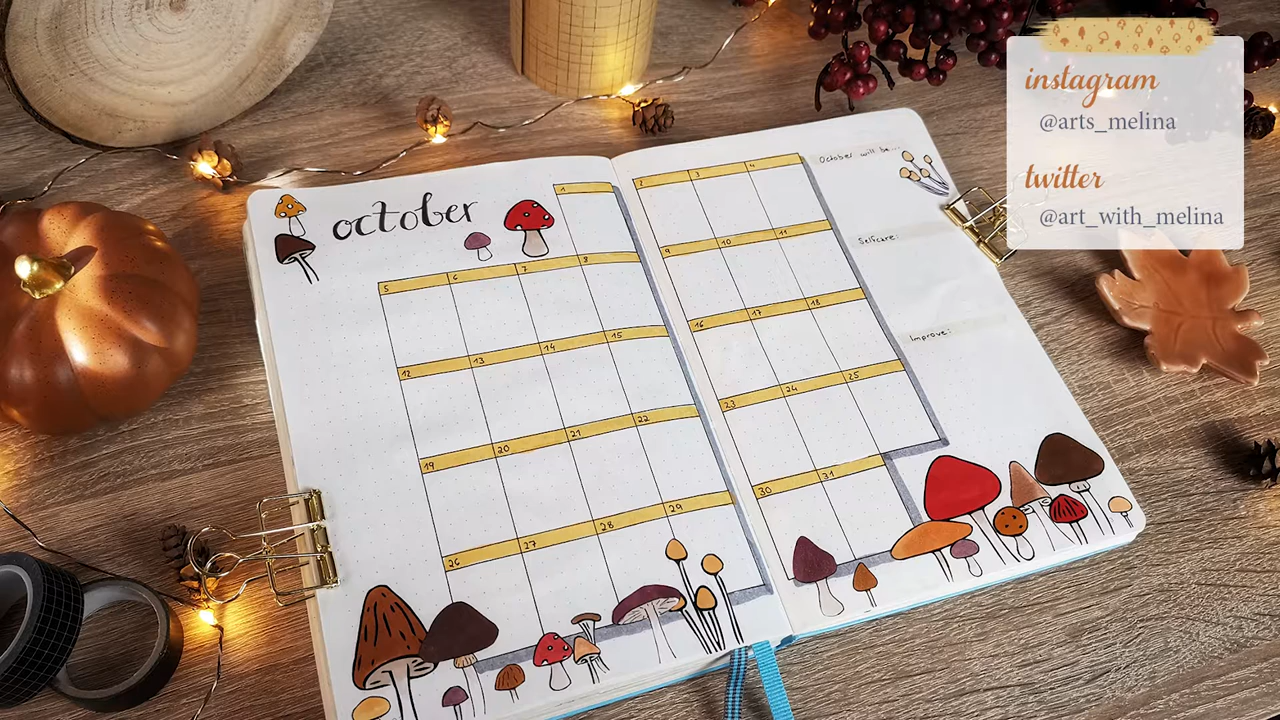 october
1
5 6 7 8
12 13 14 15
19 20 21 22
26 27 28 29
2 3 4
9 10 11
16 17 18
23 24 25
30 31
October will be...
Selfcare:
Improve:
instagram
@arts_melina
twitter
@art_with_melina